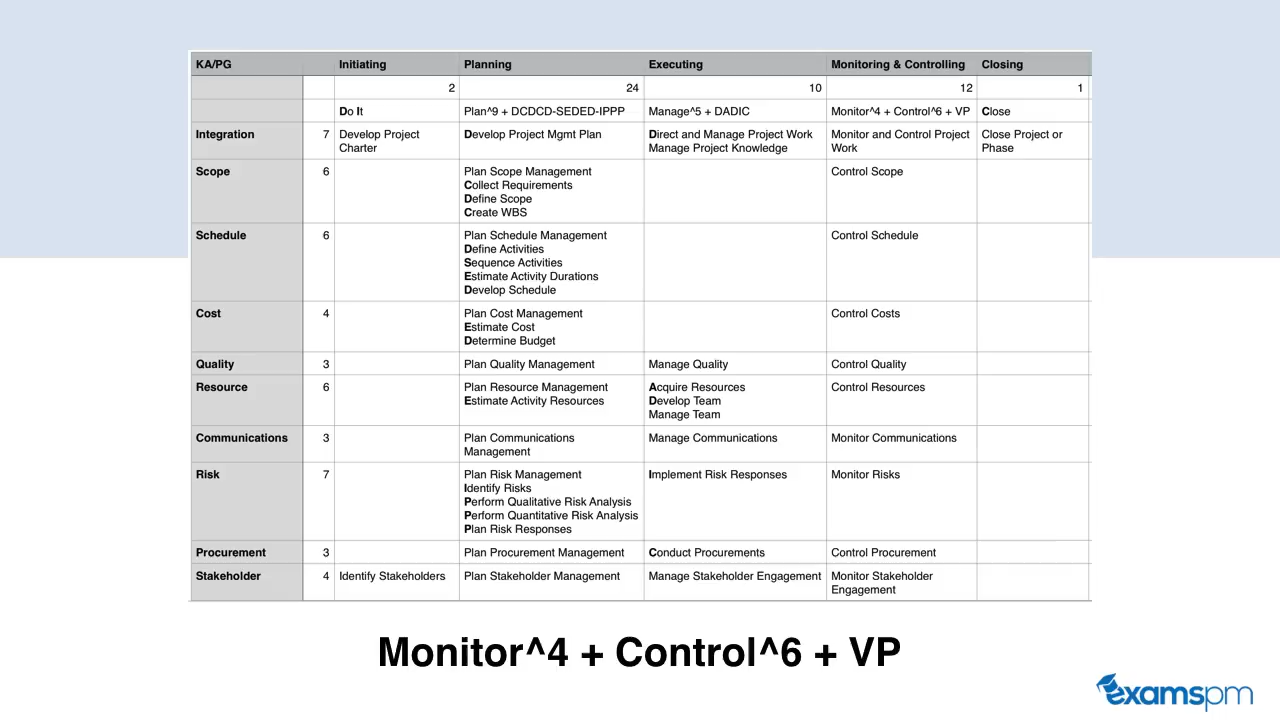 KA/PG Initiating Planning Executing Monitoring & Controlling Closing
2 24 10 12 1
Do It Plan^9 + DCDCD-SEDED-IPPP Manage^5 + DADIC Monitor^4 + Control^6 + VP Close
Integration 7 Develop Project Develop Project Mgmt Plan Direct and Manage Project Work Monitor and Control Project Close Project or
Charter Manage Project Knowledge Work Phase
Scope 6 Plan Scope Management Control Scope
Collect Requirements
Define Scope
Create WBS
Schedule 6 Plan Schedule Management Control Schedule
Define Activities
Sequence Activities
Estimate Activity Durations
Develop Schedule
Cost 4 Plan Cost Management Control Costs
Estimate Cost
Determine Budget
Quality 3 Plan Quality Management Manage Quality Control Quality
Resource 6 Plan Resource Management Acquire Resources Control Resources
Estimate Activity Resources Develop Team
Manage Team
Communications 3 Plan Communications Manage Communications Monitor Communications
Management
Risk 7 Plan Risk Management Implement Risk Responses Monitor Risks
Identify Risks
Perform Qualitative Risk Analysis
Perform Quantitative Risk Analysis
Plan Risk Responses
Procurement 3 Plan Procurement Management Conduct Procurements Control Procurement
Stakeholder 4 Identify Stakeholders Plan Stakeholder Management Manage Stakeholder Engagement Monitor Stakeholder
Engagement
Monitor^4 + Control^6 + VP
examspm